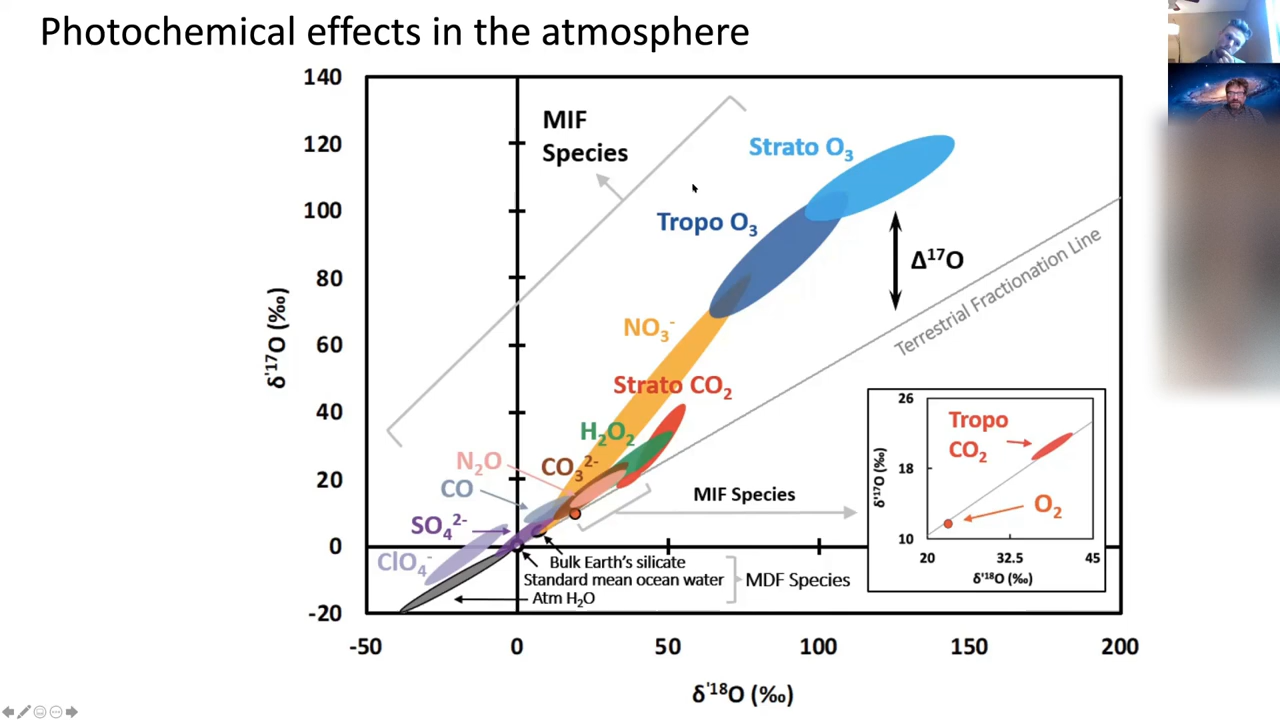 Photochemical effects in the atmosphere
140
120
100
80
60
40
20
0
-20
δ'¹⁷O (‰)
-50
0
50
100
150
200
δ'¹⁸O (‰)
MIF
Species
Strato O₃
Tropo O₃
Δ¹⁷O
Terrestrial Fractionation Line
NO₃⁻
Strato CO₂
H₂O₂
N₂O
CO₃²⁻
CO
SO₄²⁻
ClO₄⁻
MIF Species
Bulk Earth's silicate
Standard mean ocean water
Atm H₂O
MDF Species
26
18
10
δ'¹⁷O (‰)
Tropo
CO₂
O₂
20
32.5
45
δ'¹⁸O (‰)